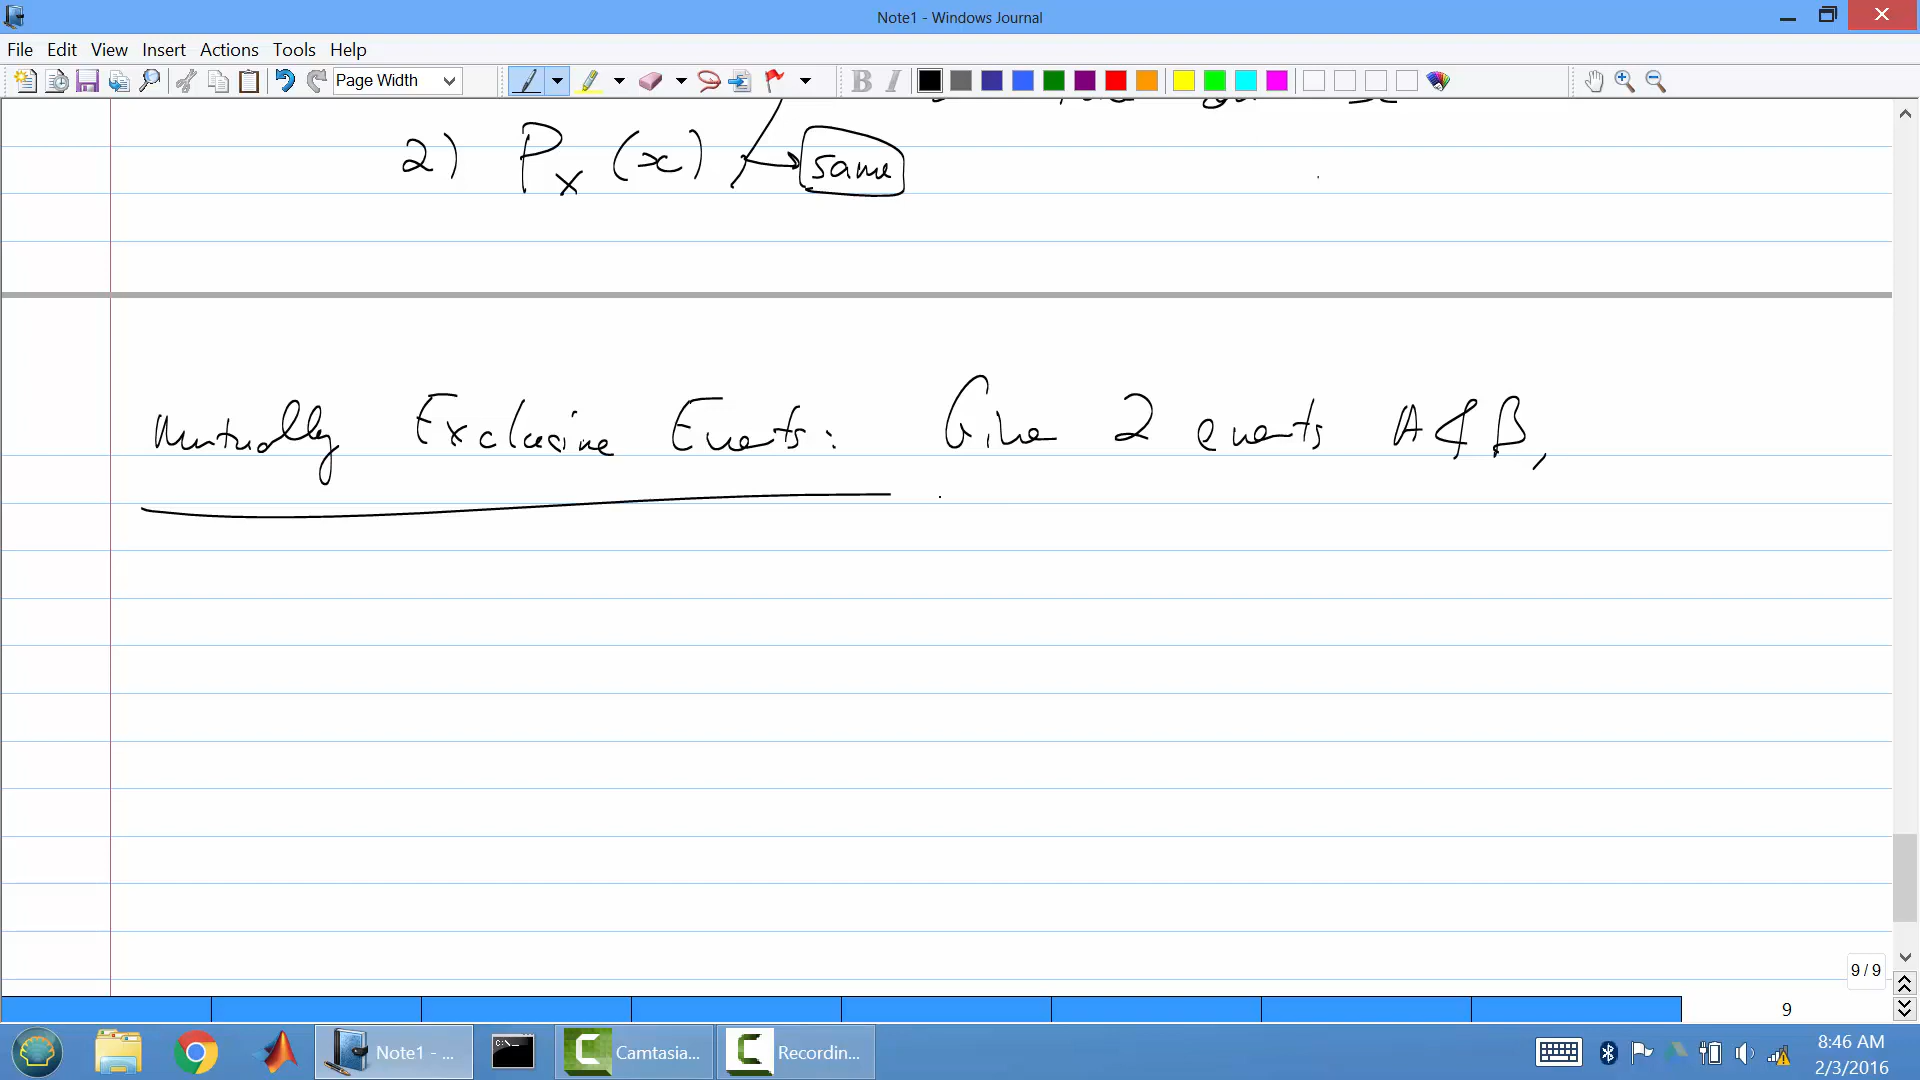 Note1 - Windows Journal
File Edit View Insert Actions Tools Help
Page Width
B I
2) Px (x) same
Mutually Exclusive Events: Given 2 events A & B,
9 / 9
9
Note1 - ...
C:\_
Camtasia...
Recordin...
8:46 AM
2/3/2016